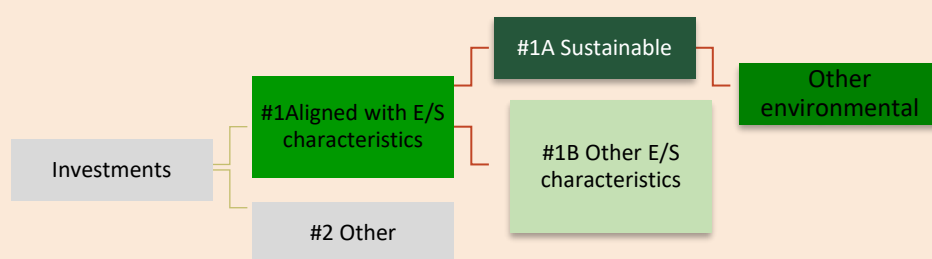 Investments
#1Aligned with E/S
characteristics
#2 Other
#1A Sustainable
#1B Other E/S
characteristics
Other
environmental